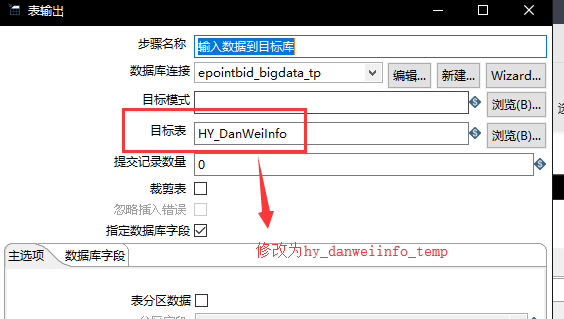 表输出
步骤名称 输入数据到目标库
数据库连接 epointbid_bigdata_tp 编辑... 新建... Wizard...
目标模式 浏览(B)...
目标表 HY_DanWeiInfo 浏览(B)...
提交记录数量 0
裁剪表
忽略插入错误
指定数据库字段
修改为hy_danweiinfo_temp
主选项 数据库字段
表分区数据